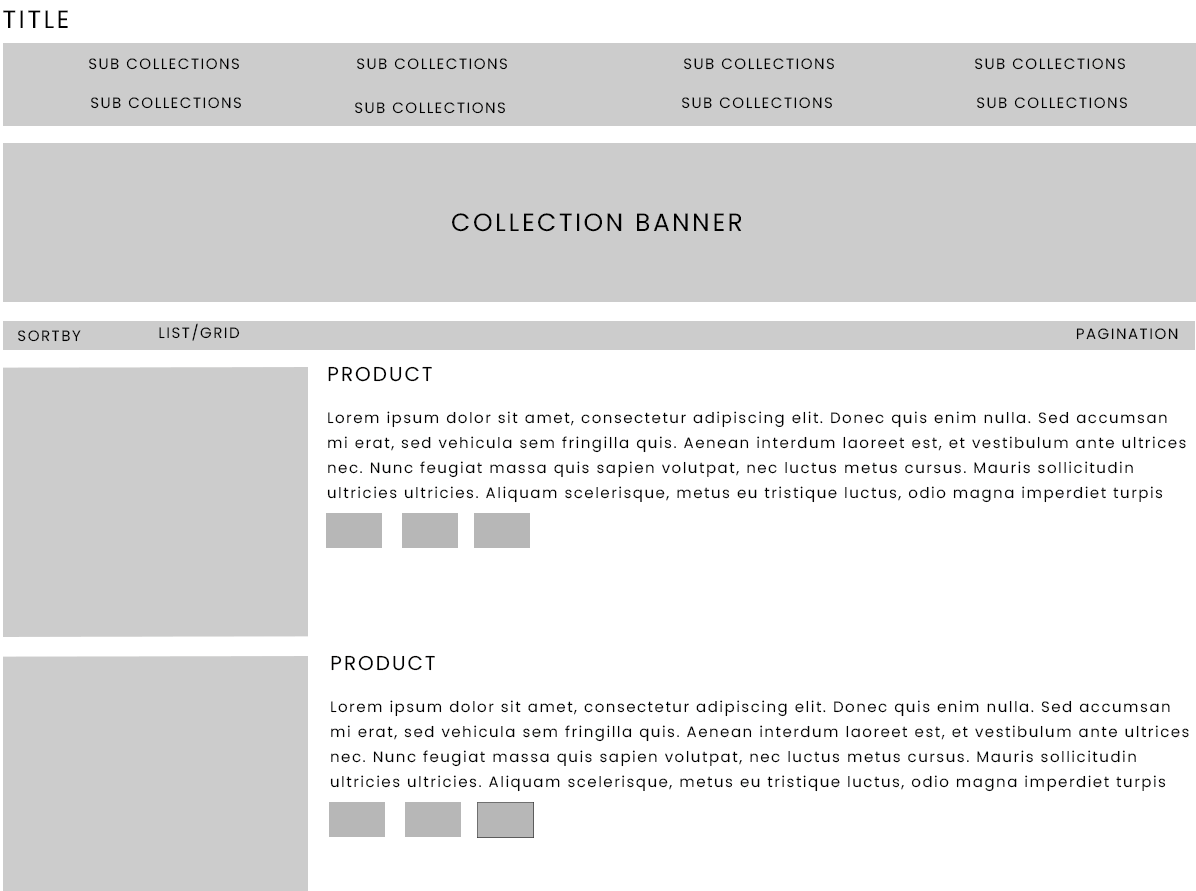 TITLE
SUB COLLECTIONS SUB COLLECTIONS SUB COLLECTIONS SUB COLLECTIONS
SUB COLLECTIONS SUB COLLECTIONS SUB COLLECTIONS SUB COLLECTIONS
COLLECTION BANNER
SORTBY LIST/GRID PAGINATION
PRODUCT
Lorem ipsum dolor sit amet, consectetur adipiscing elit. Donec quis enim nulla. Sed accumsan
mi erat, sed vehicula sem fringilla quis. Aenean interdum laoreet est, et vestibulum ante ultrices
nec. Nunc feugiat massa quis sapien volutpat, nec luctus metus cursus. Mauris sollicitudin
ultricies ultricies. Aliquam scelerisque, metus eu tristique luctus, odio magna imperdiet turpis
PRODUCT
Lorem ipsum dolor sit amet, consectetur adipiscing elit. Donec quis enim nulla. Sed accumsan
mi erat, sed vehicula sem fringilla quis. Aenean interdum laoreet est, et vestibulum ante ultrices
nec. Nunc feugiat massa quis sapien volutpat, nec luctus metus cursus. Mauris sollicitudin
ultricies ultricies. Aliquam scelerisque, metus eu tristique luctus, odio magna imperdiet turpis